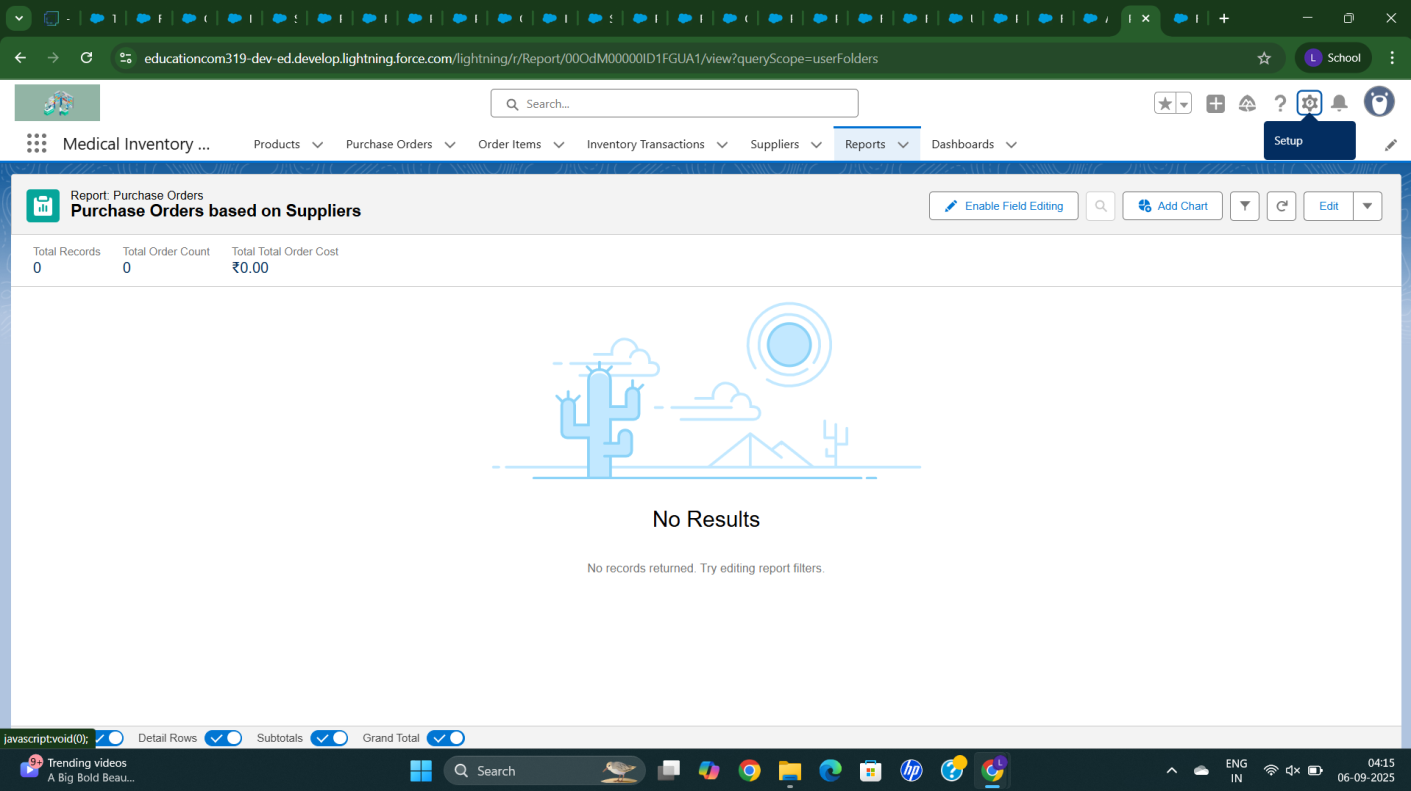 educationcom319-dev-ed.develop.lightning.force.com/lightning/r/Report/00OdM00000ID1FGUA1/view?queryScope=userFolders
L School
Search...
Setup
Medical Inventory ...
Products
Purchase Orders
Order Items
Inventory Transactions
Suppliers
Reports
Dashboards
Report: Purchase Orders
Purchase Orders based on Suppliers
Enable Field Editing
Add Chart
Edit
Total Records
0
Total Order Count
0
Total Total Order Cost
₹0.00
No Results
No records returned. Try editing report filters.
javascript:void(0);
Detail Rows
Subtotals
Grand Total
9+
Trending videos
A Big Bold Beau...
Search
hp
L
ENG
IN
04:15
06-09-2025